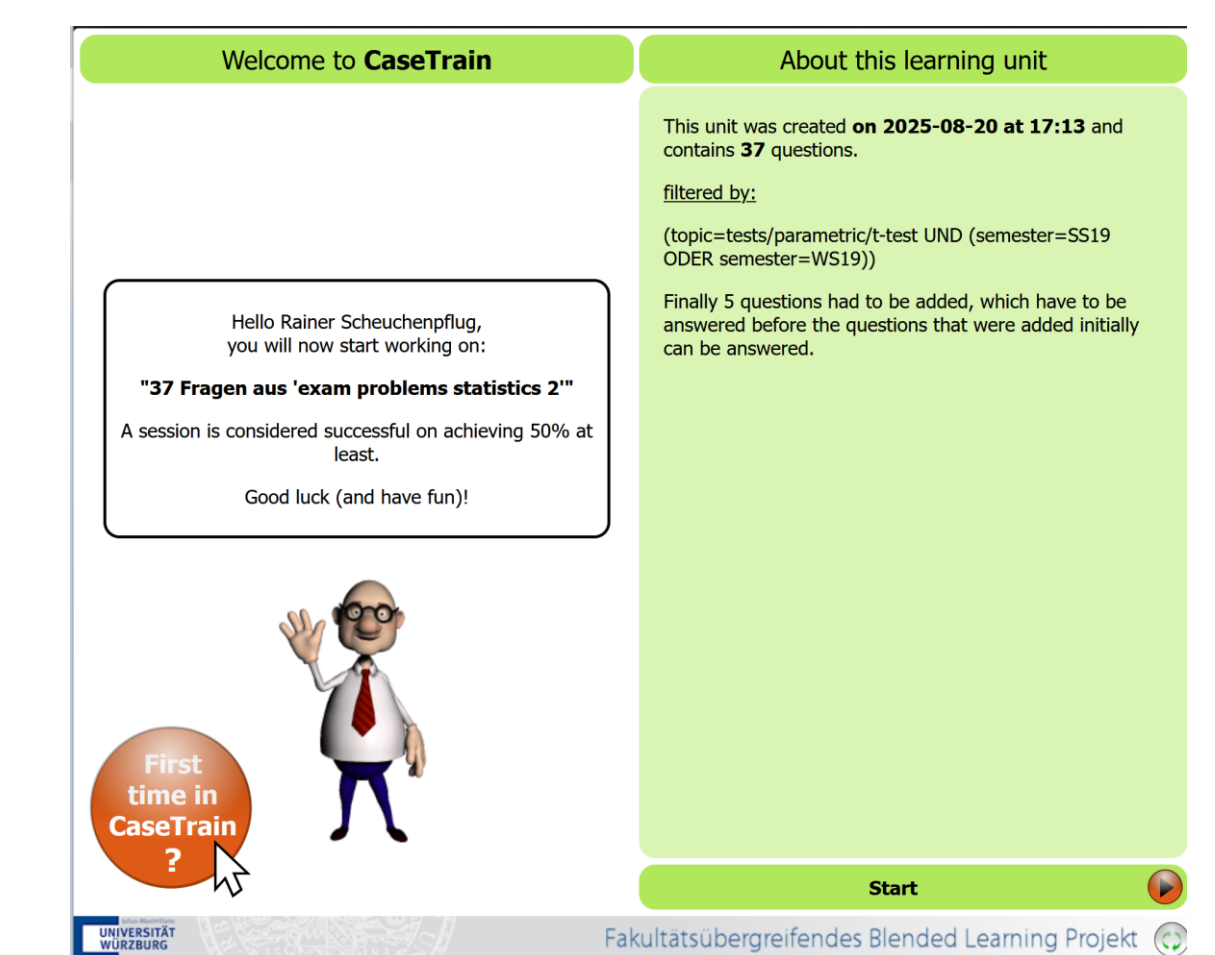 Welcome to CaseTrain
Hello Rainer Scheuchenpflug,
you will now start working on:
"37 Fragen aus 'exam problems statistics 2'"
A session is considered successful on achieving 50% at
least.
Good luck (and have fun)!
First
time in
CaseTrain
?
About this learning unit
This unit was created on 2025-08-20 at 17:13 and
contains 37 questions.
filtered by:
(topic=tests/parametric/t-test UND (semester=SS19
ODER semester=WS19))
Finally 5 questions had to be added, which have to be
answered before the questions that were added initially
can be answered.
Start
Julius-Maximilians-
UNIVERSITÄT
WÜRZBURG
Fakultätsübergreifendes Blended Learning Projekt